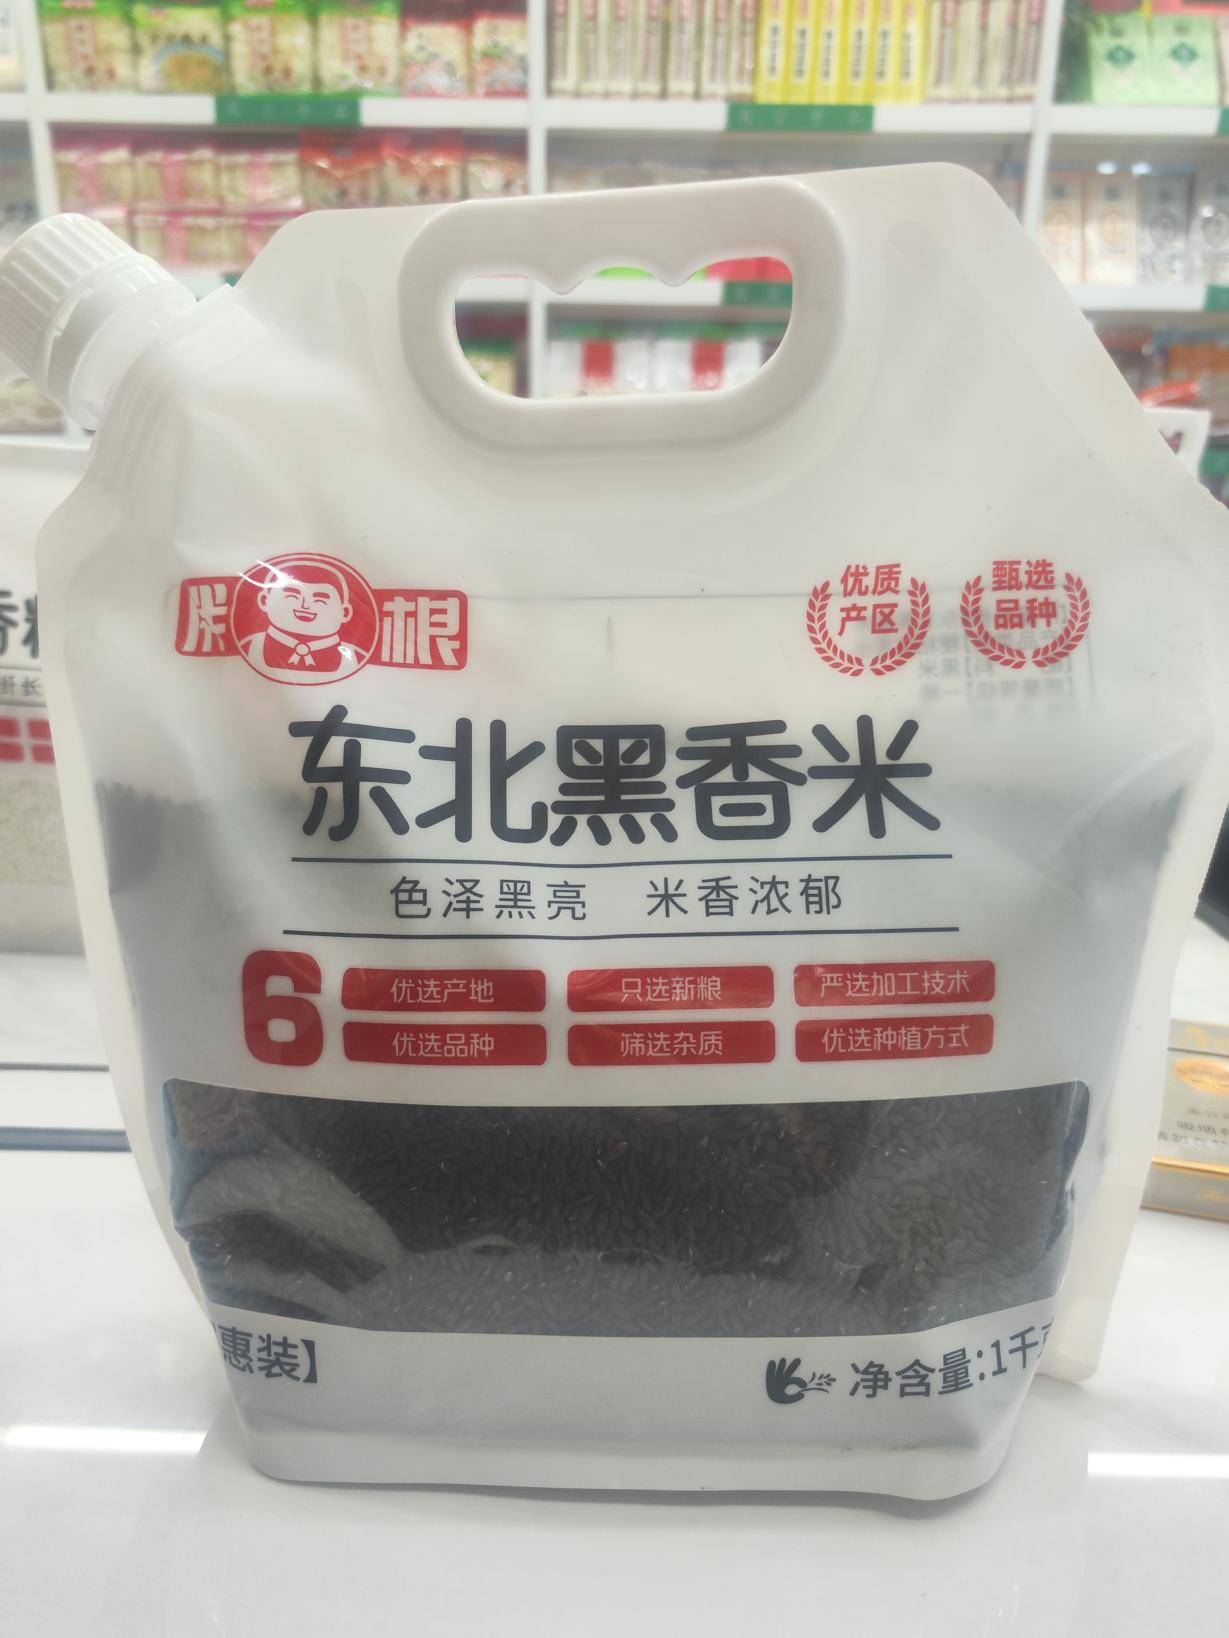 胖根
优质
产区
甄选
品种
东北黑香米
色泽黑亮 米香浓郁
6
优选产地 只选新粮 严选加工技术
优选品种 筛选杂质 优选种植方式
惠装】
净含量:1千